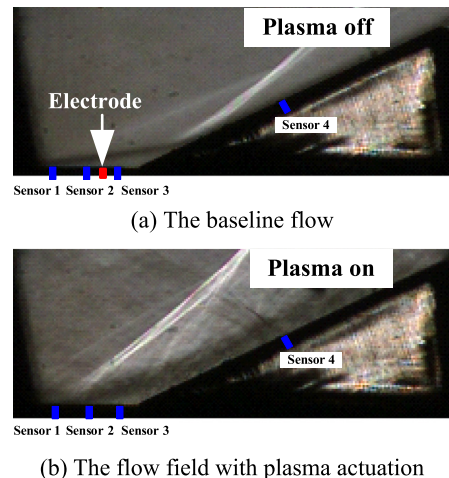 Plasma off
Electrode
Sensor 4
Sensor 1 Sensor 2 Sensor 3
(a) The baseline flow
Plasma on
Sensor 4
Sensor 1 Sensor 2 Sensor 3
(b) The flow field with plasma actuation